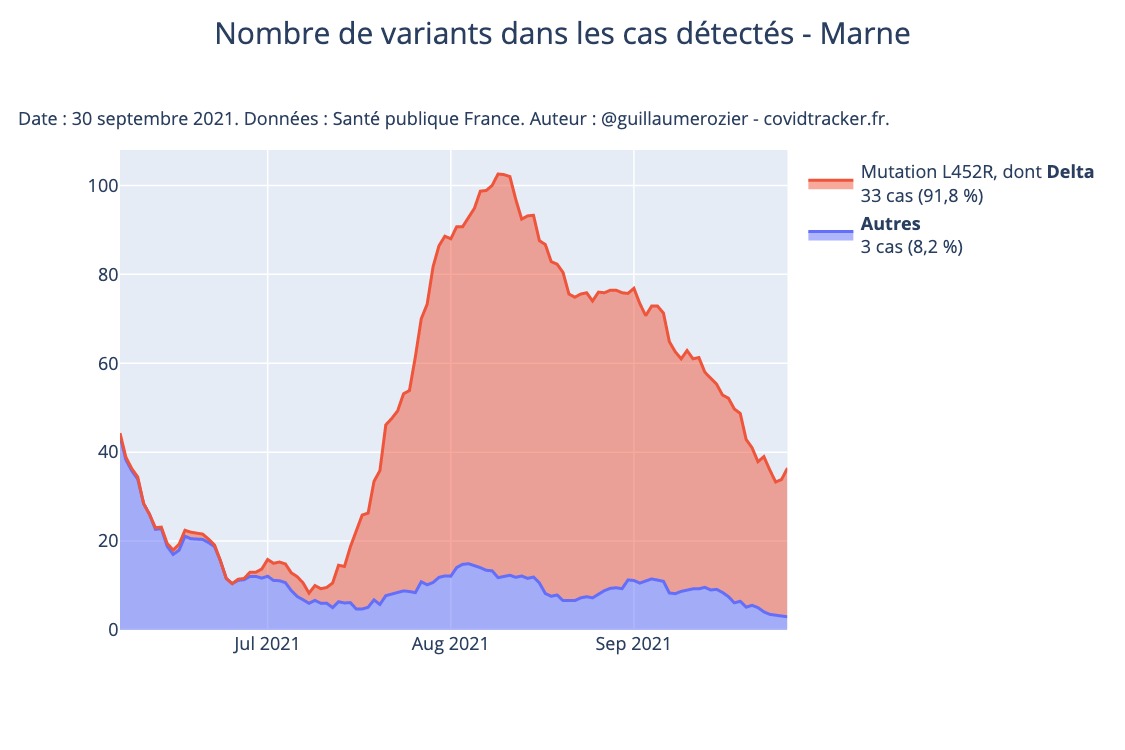 Nombre de variants dans les cas détectés - Marne
Date : 30 septembre 2021. Données : Santé publique France. Auteur : @guillaumerozier - covidtracker.fr.
Mutation L452R, dont Delta
33 cas (91,8 %)
Autres
3 cas (8,2 %)
100
80
60
40
20
0
Jul 2021
Aug 2021
Sep 2021